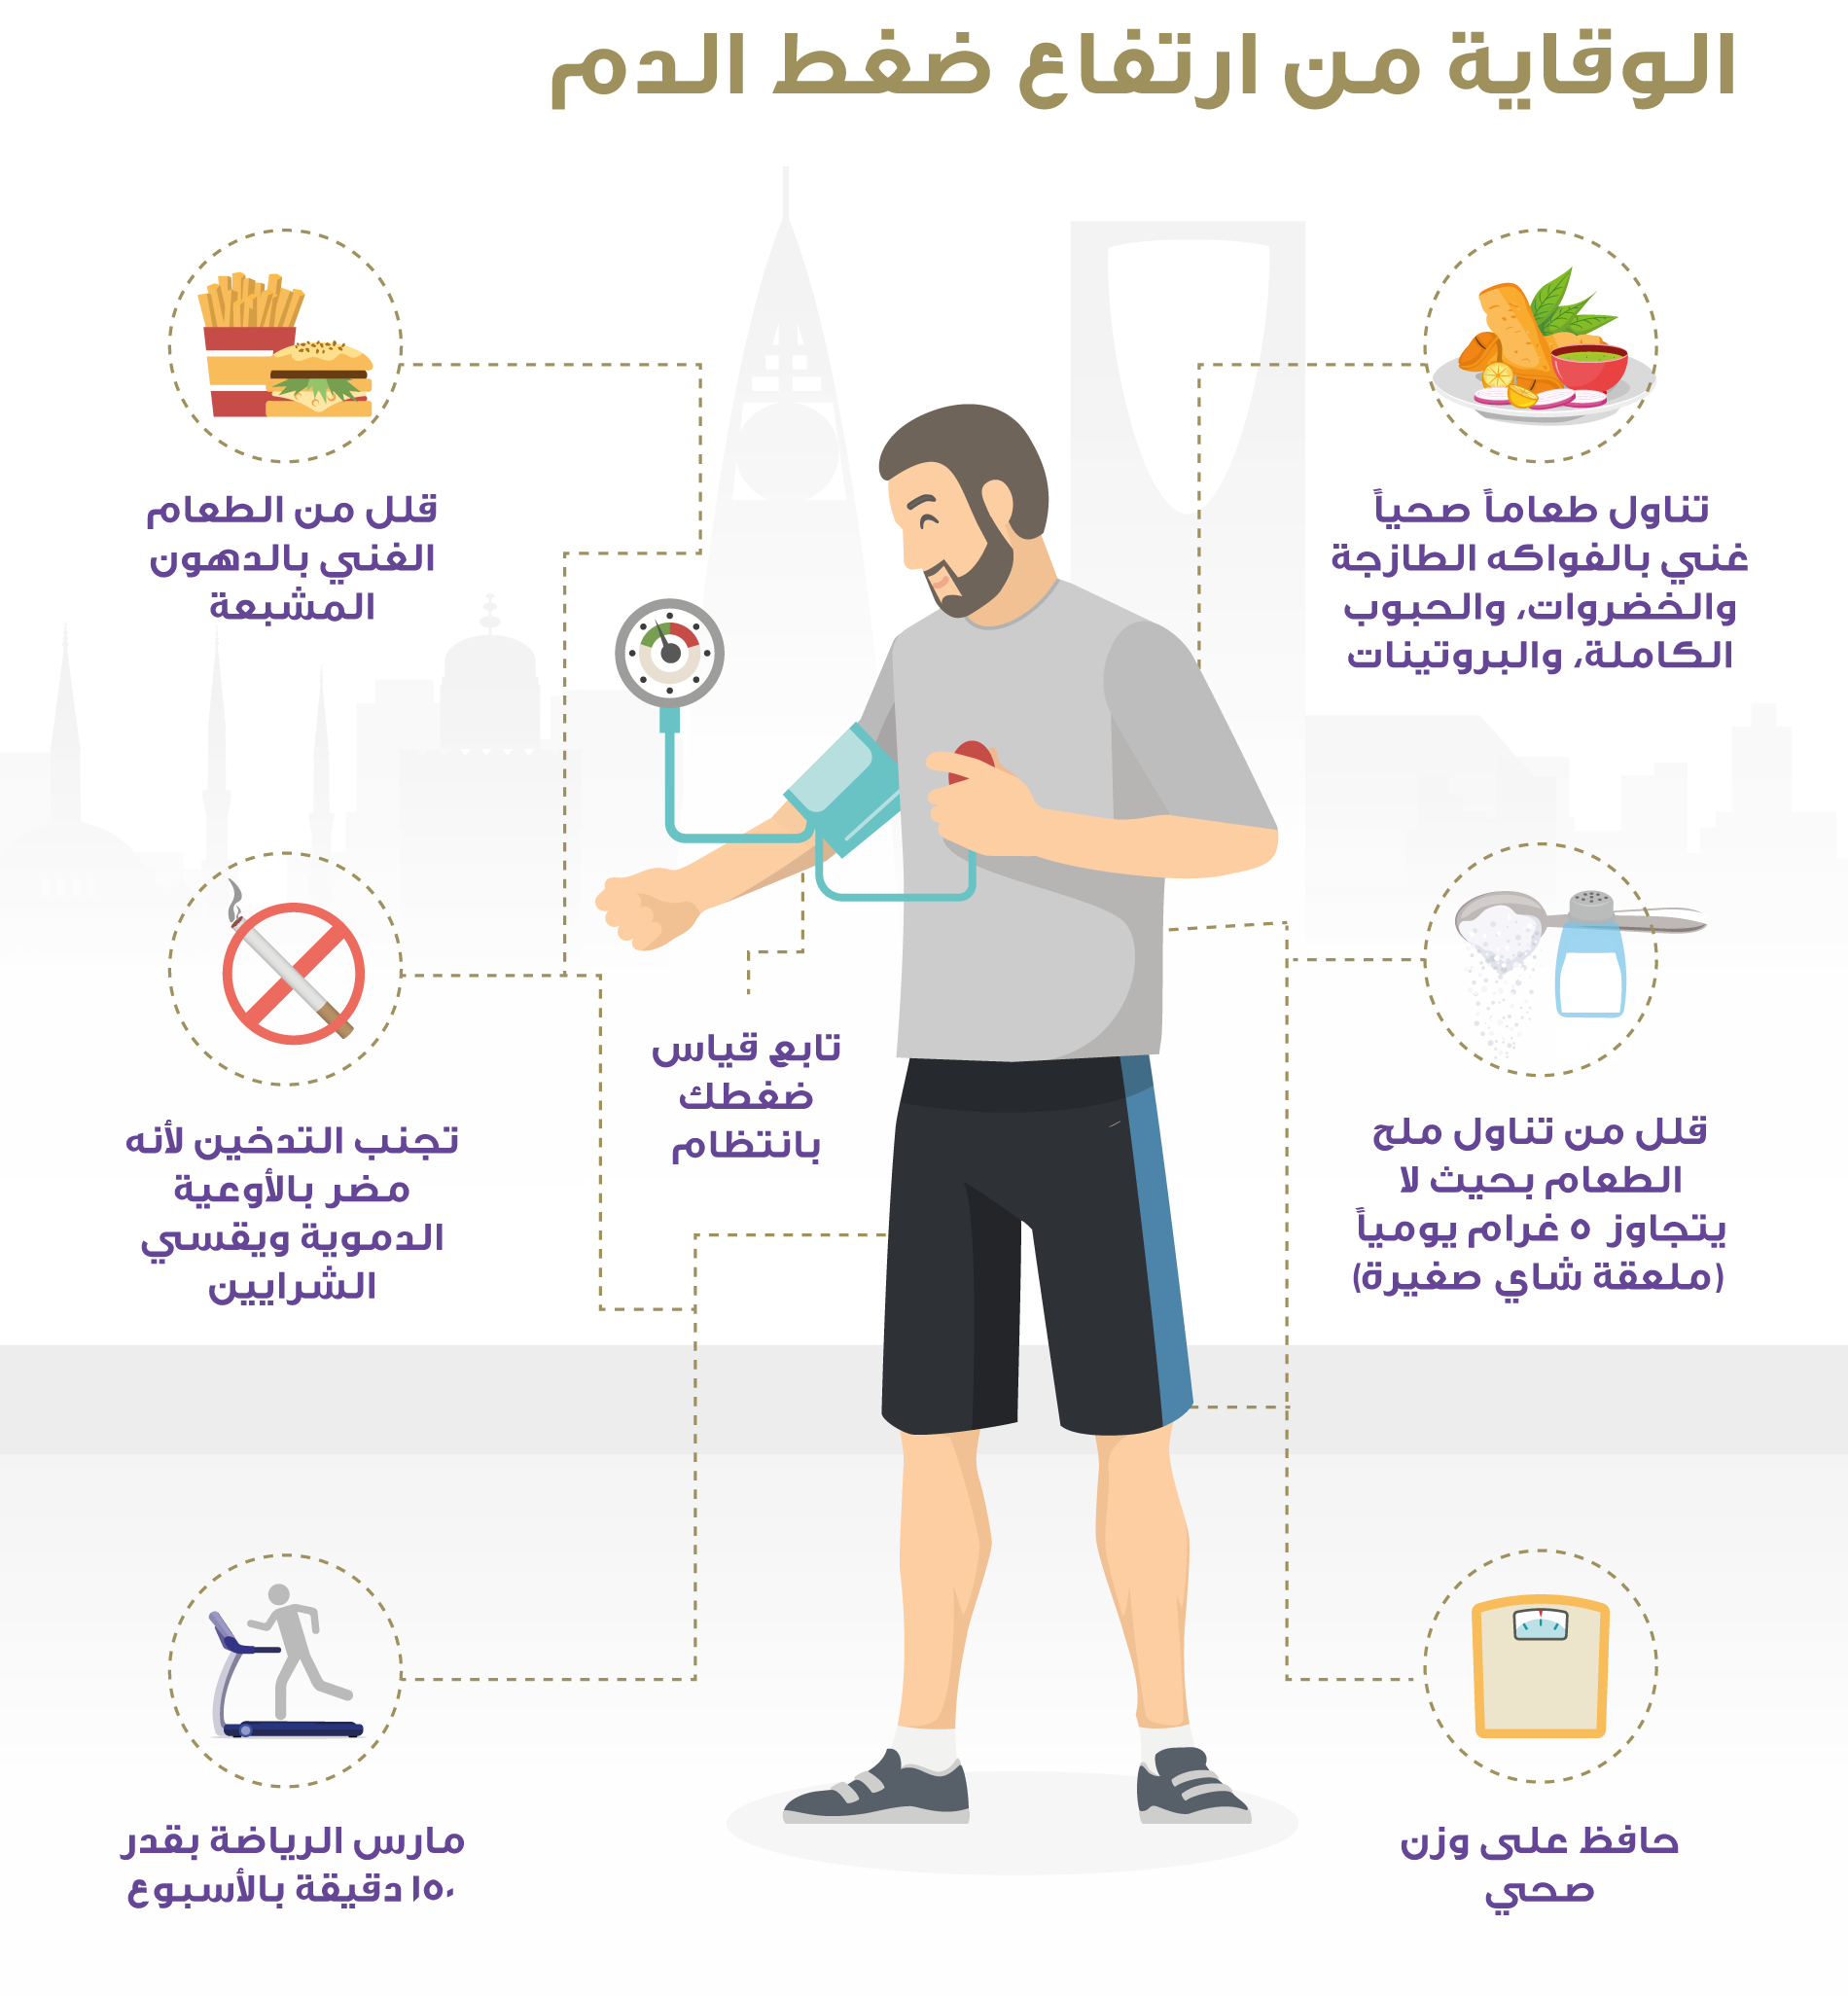 الوقاية من ارتفاع ضغط الدم
تناول طعاماً صحياً
غني بالفواكه الطازجة
والخضروات، والحبوب
الكاملة، والبروتينات
قلل من الطعام
الغني بالدهون
المشبعة
قلل من تناول ملح
الطعام بحيث لا
يتجاوز ٥ غرام يومياً
(ملعقة شاي صغيرة)
تابع قياس
ضغطك
بانتظام
تجنب التدخين لأنه
مضر بالأوعية
الدموية ويقسي
الشرايين
حافظ على وزن
صحي
مارس الرياضة بقدر
١٥٠ دقيقة بالأسبوع